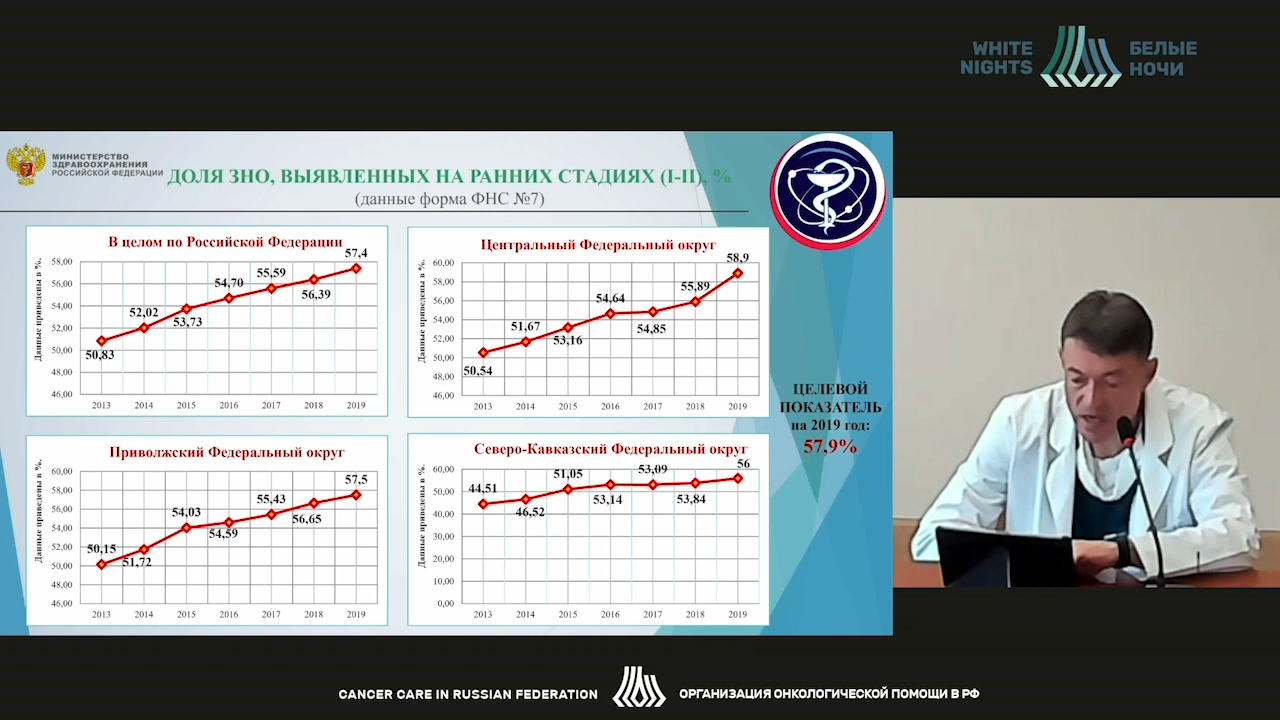 WHITE
NIGHTS
БЕЛЫЕ
НОЧИ
МИНИСТЕРСТВО
ЗДРАВООХРАНЕНИЯ
РОССИЙСКОЙ ФЕДЕРАЦИИ
ДОЛЯ ЗНО, ВЫЯВЛЕННЫХ НА РАННИХ СТАДИЯХ (I-II), %
(данные форма ФНС №7)
В целом по Российской Федерации
Данные приведены в %.
58,00
56,00
54,00
52,00
50,00
48,00
46,00
50,83
52,02
53,73
54,70
55,59
56,39
57,4
2013 2014 2015 2016 2017 2018 2019
Центральный Федеральный округ
Данные приведены в %.
60,00
58,00
56,00
54,00
52,00
50,00
48,00
46,00
50,54
51,67
53,16
54,64
54,85
55,89
58,9
2013 2014 2015 2016 2017 2018 2019
Приволжский Федеральный округ
Данные приведены в %.
60,00
58,00
56,00
54,00
52,00
50,00
48,00
46,00
50,15
51,72
54,03
54,59
55,43
56,65
57,5
2013 2014 2015 2016 2017 2018 2019
Северо-Кавказский Федеральный округ
Данные приведены в %.
60,00
50,00
40,00
30,00
20,00
10,00
0,00
44,51
46,52
51,05
53,14
53,09
53,84
56
2013 2014 2015 2016 2017 2018 2019
ЦЕЛЕВОЙ
ПОКАЗАТЕЛЬ
на 2019 год:
57,9%
CANCER CARE IN RUSSIAN FEDERATION
ОРГАНИЗАЦИЯ ОНКОЛОГИЧЕСКОЙ ПОМОЩИ В РФ